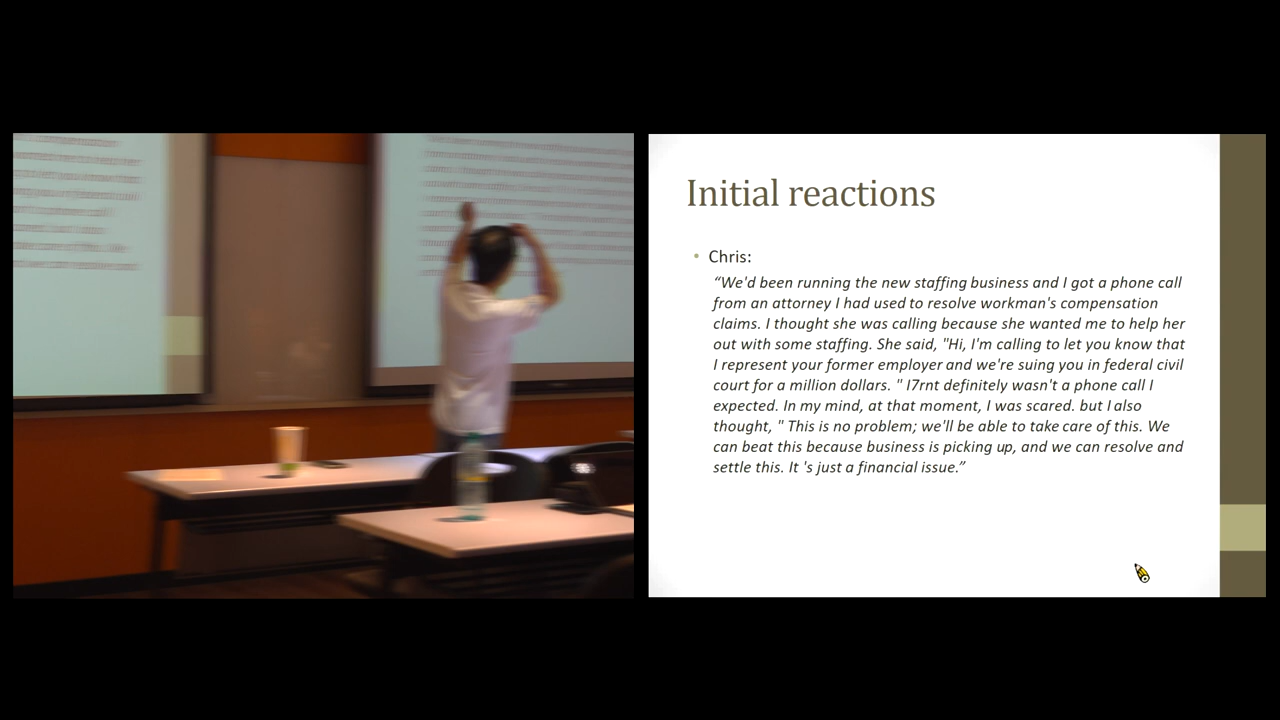 Initial reactions
• Chris:
“We'd been running the new staffing business and I got a phone call
from an attorney I had used to resolve workman's compensation
claims. I thought she was calling because she wanted me to help her
out with some staffing. She said, "Hi, I'm calling to let you know that
I represent your former employer and we're suing you in federal civil
court for a million dollars. " I7rnt definitely wasn't a phone call I
expected. In my mind, at that moment, I was scared. but I also
thought, " This is no problem; we'll be able to take care of this. We
can beat this because business is picking up, and we can resolve and
settle this. It 's just a financial issue.”